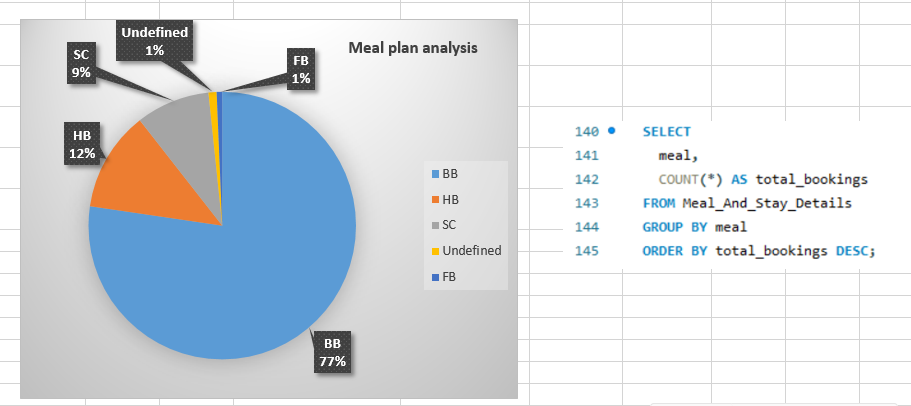 Meal plan analysis
Undefined
1%
SC
9%
FB
1%
HB
12%
BB
77%
BB
HB
SC
Undefined
FB
140 SELECT
141 meal,
142 COUNT(*) AS total_bookings
143 FROM Meal_And_Stay_Details
144 GROUP BY meal
145 ORDER BY total_bookings DESC;